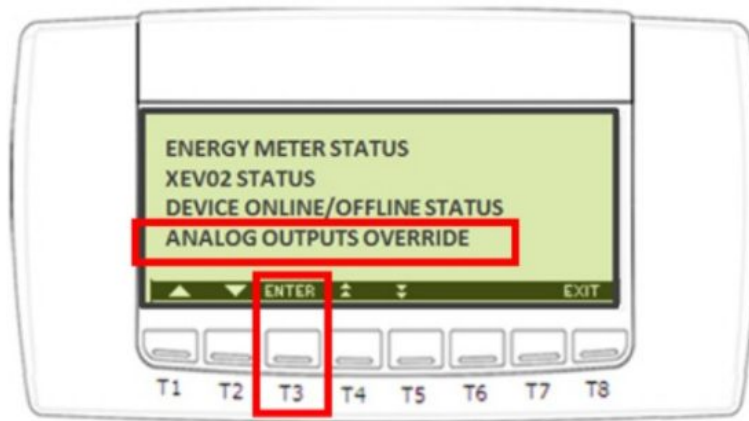 ENERGY METER STATUS
XEV02 STATUS
DEVICE ONLINE/OFFLINE STATUS
ANALOG OUTPUTS OVERRIDE
ENTER EXIT
T1 T2 T3 T4 T5 T6 T7 T8